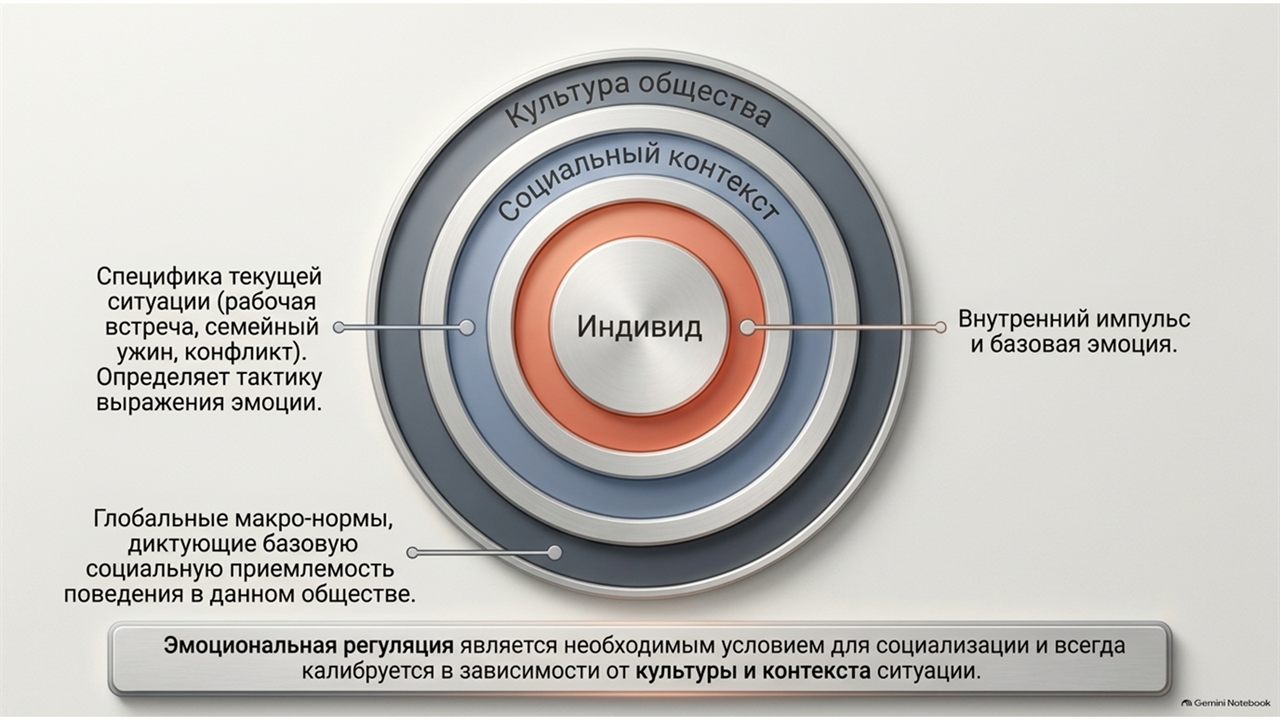 Культура общества
Социальный контекст
Индивид
Специфика текущей
ситуации (рабочая
встреча, семейный
ужин, конфликт).
Определяет тактику
выражения эмоции.
Внутренний импульс
и базовая эмоция.
Глобальные макро-нормы,
диктующие базовую
социальную приемлемость
поведения в данном обществе.
Эмоциональная регуляция является необходимым условием для социализации и всегда
калибруется в зависимости от культуры и контекста ситуации.
Gemini Notebook